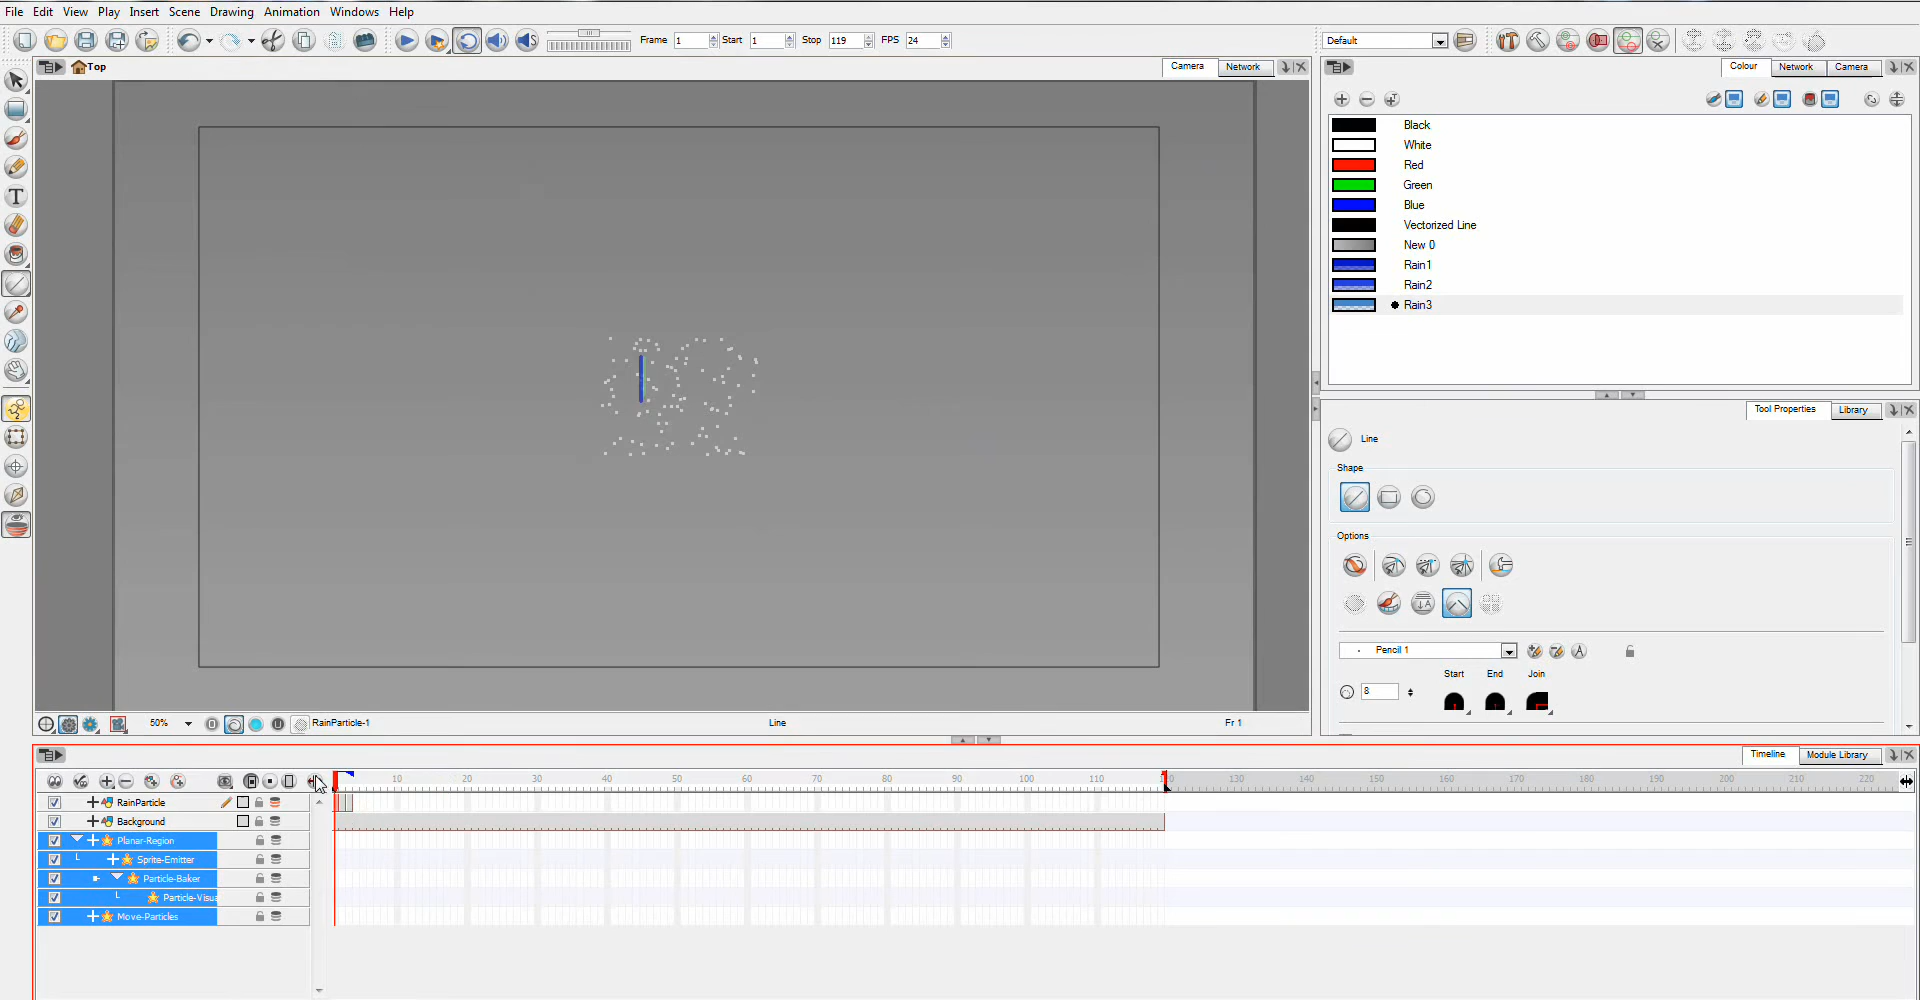 File Edit View Play Insert Scene Drawing Animation Windows Help
Frame 1 Start 1 Stop 119 FPS 24
Default
Top
Camera Network
Colour Network Camera
Black
White
Red
Green
Blue
Vectorized Line
New 0
Rain1
Rain2
Rain3
Tool Properties Library
Line
Shape
Options
Pencil 1
Start End Join
8
50% RainParticle-1 Line Fr 1
Timeline Module Library
10 20 30 40 50 60 70 80 90 100 110 130 140 150 160 170 180 190 200 210 220
RainParticle
Background
Planar-Region
Sprite-Emitter
Particle-Baker
Particle-Visua
Move-Particles